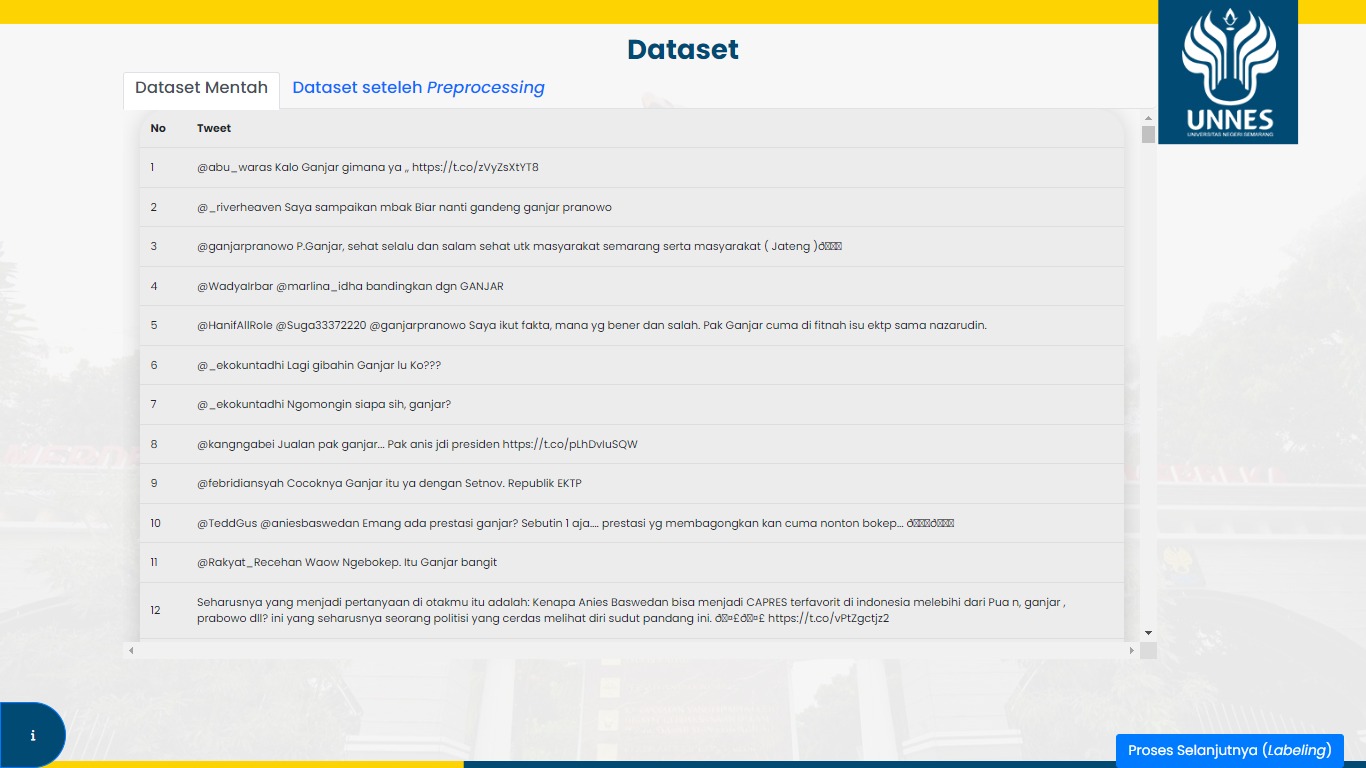 Dataset
Dataset Mentah
Dataset seteleh Preprocessing
UNNES
UNIVERSITAS NEGERI SEMARANG
No Tweet
1 @abu_waras Kalo Ganjar gimana ya ,, https://t.co/zVyZsXtYT8
2 @_riverheaven Saya sampaikan mbak Biar nanti gandeng ganjar pranowo
3 @ganjarpranowo P.Ganjar, sehat selalu dan salam sehat utk masyarakat semarang serta masyarakat ( Jateng )ð
4 @WadyaIrbar @marlina_idha bandingkan dgn GANJAR
5 @HanifAllRole @Suga33372220 @ganjarpranowo Saya ikut fakta, mana yg bener dan salah. Pak Ganjar cuma di fitnah isu ektp sama nazarudin.
6 @_ekokuntadhi Lagi gibahin Ganjar lu Ko???
7 @_ekokuntadhi Ngomongin siapa sih, ganjar?
8 @kangngabei Jualan pak ganjar... Pak anis jdi presiden https://t.co/pLhDvIuSQW
9 @febridiansyah Cocoknya Ganjar itu ya dengan Setnov. Republik EKTP
10 @TeddGus @aniesbaswedan Emang ada prestasi ganjar? Sebutin 1 aja.... prestasi yg membagongkan kan cuma nonton bokep... ðð
11 @Rakyat_Recehan Waow Ngebokep. Itu Ganjar bangit
12 Seharusnya yang menjadi pertanyaan di otakmu itu adalah: Kenapa Anies Baswedan bisa menjadi CAPRES terfavorit di indonesia melebihi dari Pua n, ganjar ,
prabowo dll? ini yang seharusnya seorang politisi yang cerdas melihat diri sudut pandang ini. ð¤£ð¤£ https://t.co/vPtZgctjz2
i
Proses Selanjutnya (Labeling)